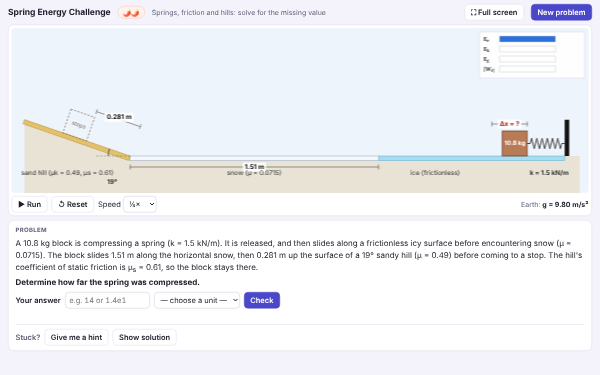 Spring Energy Challenge
Springs, friction and hills: solve for the missing value
Full screen
New problem
0.281 m
Δx = ?
10.8 kg
1.51 m
sand hill (μk = 0.49, μs = 0.61)
snow (μ = 0.0715)
ice (frictionless)
k = 1.5 kN/m
19°
Run
Reset
Speed
¼×
Earth: g = 9.80 m/s²
PROBLEM
A 10.8 kg block is compressing a spring (k = 1.5 kN/m). It is released, and then slides along a frictionless icy surface before encountering snow (μ =
0.0715). The block slides 1.51 m along the horizontal snow, then 0.281 m up the surface of a 19° sandy hill (μ = 0.49) before coming to a stop. The hill's
coefficient of static friction is μs = 0.61, so the block stays there.
Determine how far the spring was compressed.
Your answer
e.g. 14 or 1.4e1
— choose a unit —
Check
Stuck?
Give me a hint
Show solution